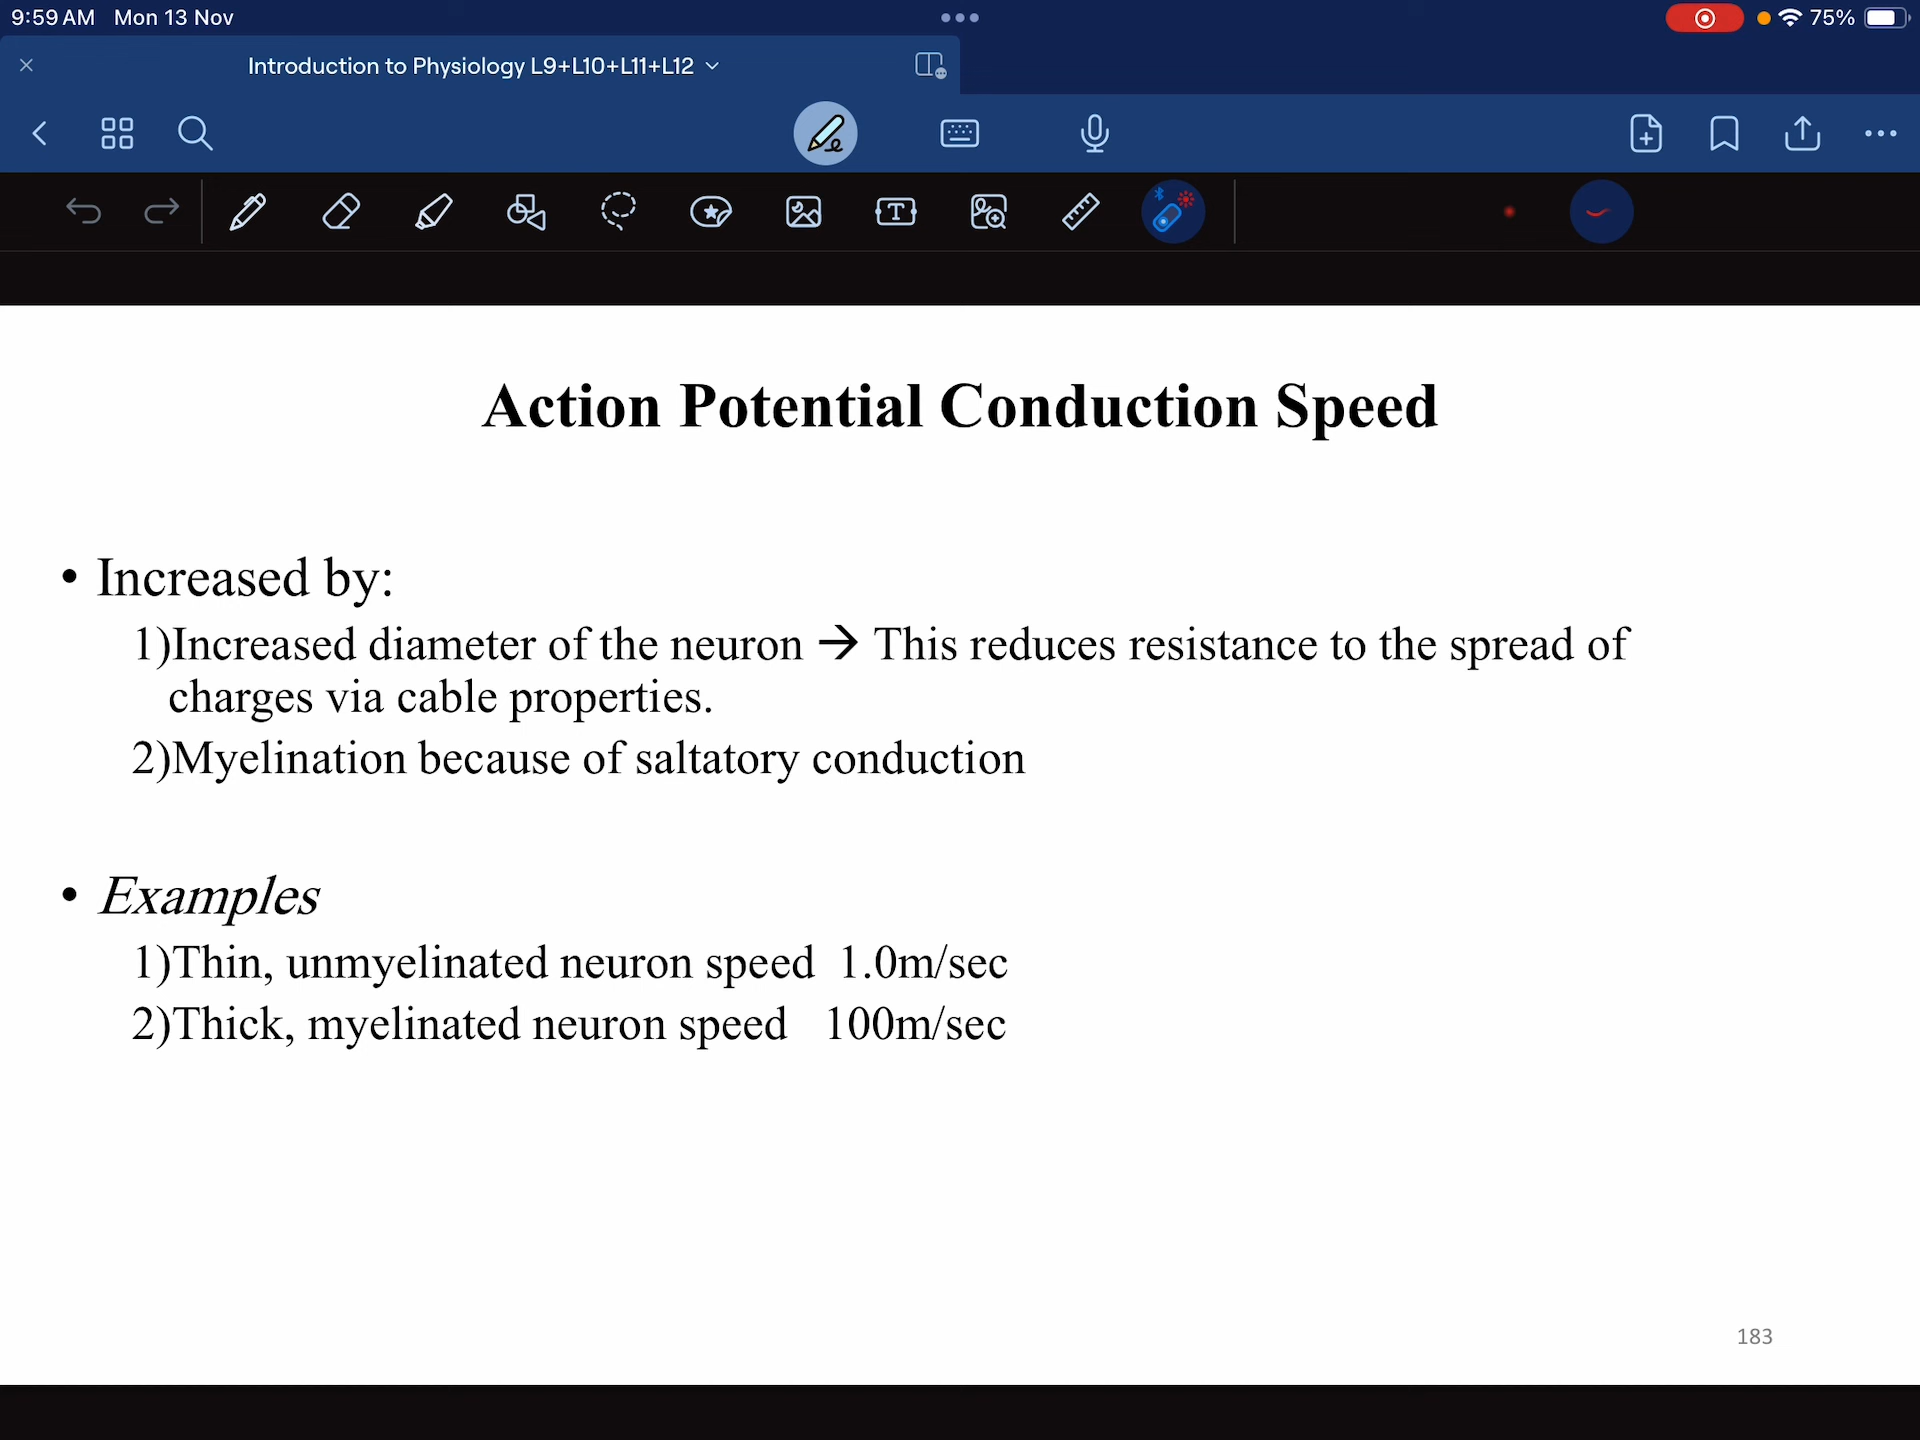 9:59 AM Mon 13 Nov
75%
Introduction to Physiology L9+L10+L11+L12
Action Potential Conduction Speed
• Increased by:
1)Increased diameter of the neuron → This reduces resistance to the spread of
charges via cable properties.
2)Myelination because of saltatory conduction
• Examples
1)Thin, unmyelinated neuron speed 1.0m/sec
2)Thick, myelinated neuron speed 100m/sec
183